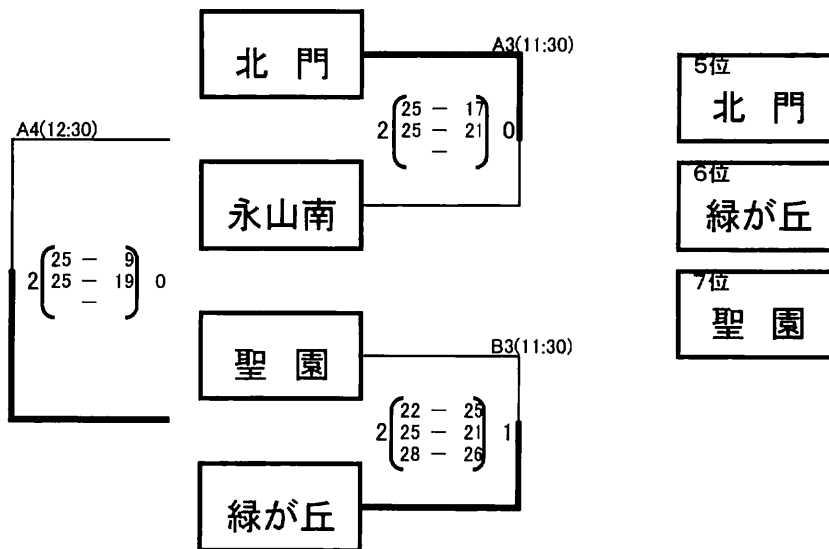 北 門
A3(11:30)
2 25 － 17 0
25 － 21
－
永山南
A4(12:30)
2 25 － 9 0
25 － 19
－
聖 園
B3(11:30)
2 22 － 25 1
25 － 21
28 － 26
緑が丘
5位
北 門
6位
緑が丘
7位
聖 園